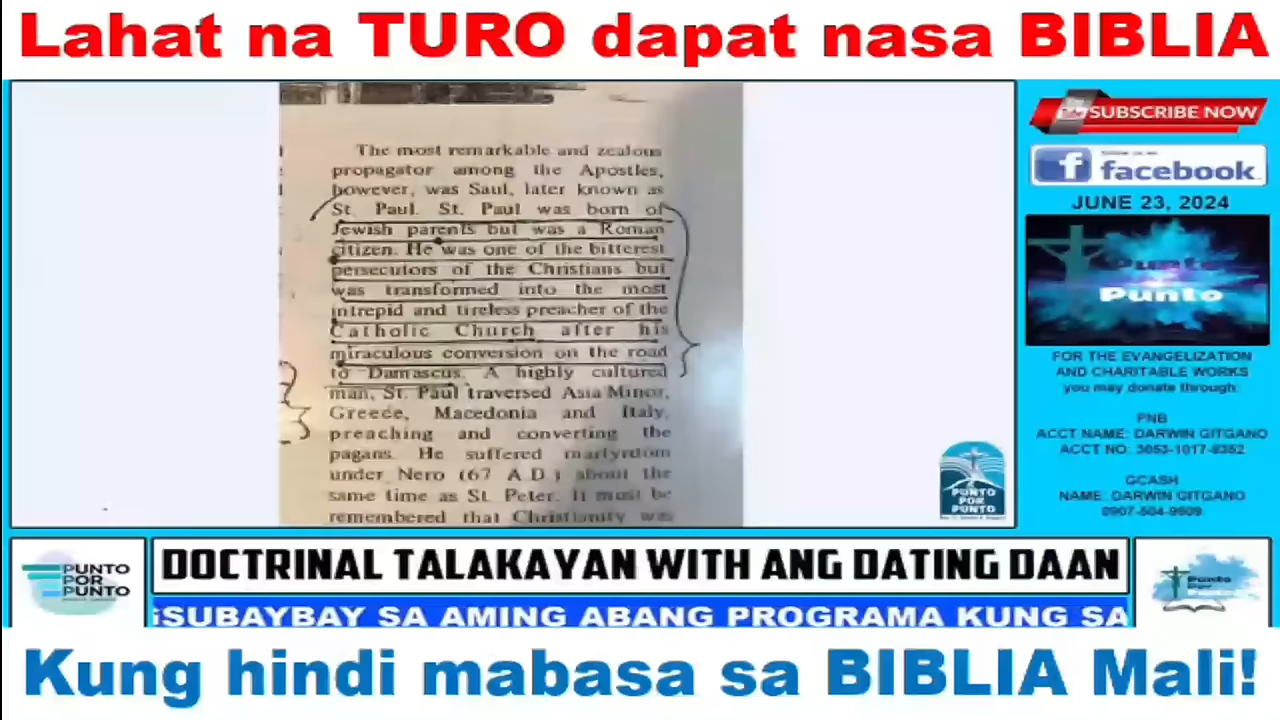 Lahat na TURO dapat nasa BIBLIA
The most remarkable and zealous
propagator among the Apostles,
however, was Saul, later known as
St. Paul. St. Paul was born of
Jewish parents but was a Roman
citizen. He was one of the bitterest
persecutors of the Christians but
was transformed into the most
intrepid and tireless preacher of the
Catholic Church after his
miraculous conversion on the road
to Damascus. A highly cultured
man, St. Paul traversed Asia Minor,
Greece, Macedonia and Italy,
preaching and converting the
pagans. He suffered martyrdom
under Nero (67 A.D.) about the
same time as St. Peter. It must be
remembered that Christianity was
PUNTO
POR
PUNTO
SUBSCRIBE NOW
facebook
JUNE 23, 2024
Punto
Punto
FOR THE EVANGELIZATION
AND CHARITABLE WORKS
you may donate through:
PNB
ACCT NAME: DARWIN GITGANO
ACCT NO: 3053-1017-8352
GCASH
NAME: DARWIN GITGANO
0907-504-9609
PUNTO
POR
PUNTO
DOCTRINAL TALAKAYAN WITH ANG DATING DAAN
GSUBAYBAY SA AMING ABANG PROGRAMA KUNG SA
Punto
Por
Punto
Kung hindi mabasa sa BIBLIA Mali!